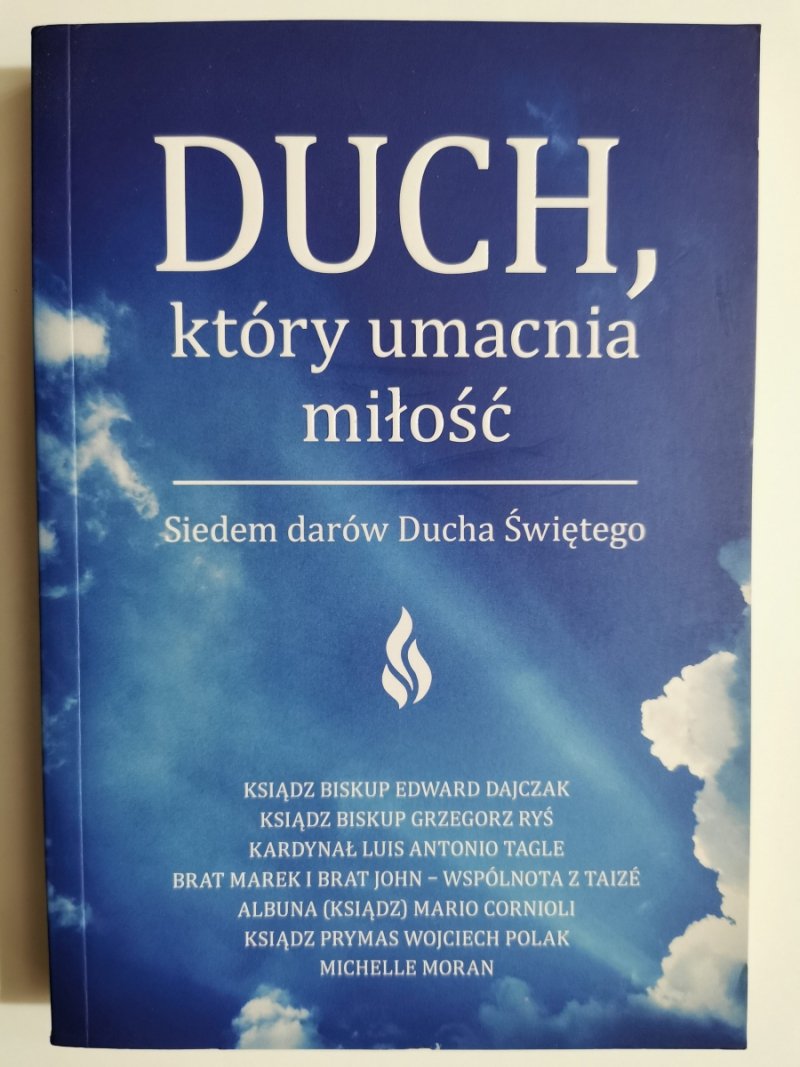 DUCH,
który umacnia
miłość
Siedem darów Ducha Świętego
KSIĄDZ BISKUP EDWARD DAJCZAK
KSIĄDZ BISKUP GRZEGORZ RYŚ
KARDYNAŁ LUIS ANTONIO TAGLE
BRAT MAREK I BRAT JOHN – WSPÓLNOTA Z TAIZÉ
ALBUNA (KSIĄDZ) MARIO CORNIOLI
KSIĄDZ PRYMAS WOJCIECH POLAK
MICHELLE MORAN